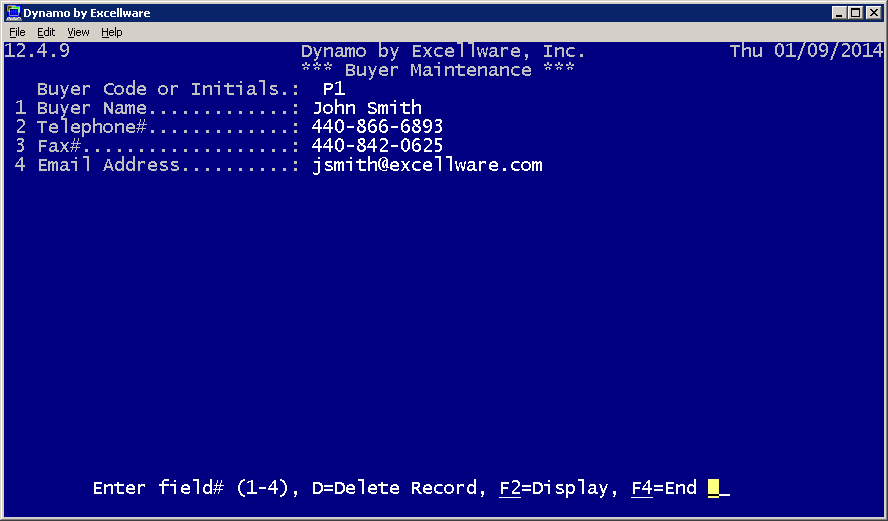 Dynamo by Excellware
File Edit View Help
12.4.9 Dynamo by Excellware, Inc. Thu 01/09/2014
*** Buyer Maintenance ***
Buyer Code or Initials.: P1
1 Buyer Name.............: John Smith
2 Telephone#.............: 440-866-6893
3 Fax#...................: 440-842-0625
4 Email Address..........: jsmith@excellware.com
Enter field# (1-4), D=Delete Record, F2=Display, F4=End _